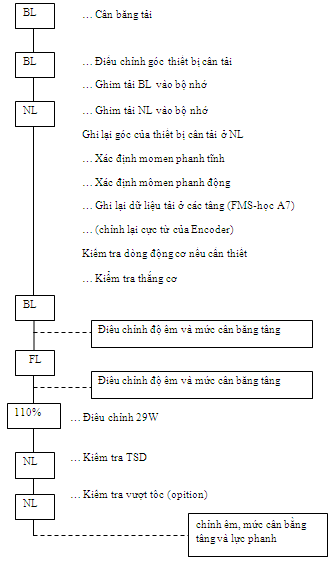 BL … Cân bằng tải
BL … Điều chỉnh góc thiết bị cân tải
… Ghim tải BL vào bộ nhớ
NL … Ghim tải NL vào bộ nhớ
Ghi lại góc của thiết bị cân tải ở NL
… Xác định momen phanh tĩnh
… Xác định mômen phanh động
… Ghi lại dữ liệu tải ở các tầng (FMS-học A7)
… (chỉnh lại cực từ của Encoder)
Kiểm tra dòng động cơ nếu cần thiết
… Kiểm tra thắng cơ
BL
Điều chỉnh độ êm và mức cân bằng tầng
FL
Điều chỉnh độ êm và mức cân bằng tầng
110% … Điều chỉnh 29W
NL … Kiểm tra TSD
NL … Kiểm tra vượt tốc (opition)
chỉnh êm, mức cân bằng
tầng và lực phanh